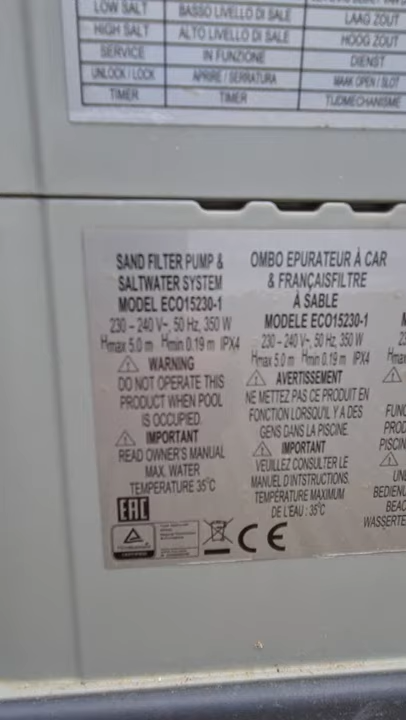 LOW SALT BASSO LIVELLO DI SALE LAAG ZOUT
HIGH SALT ALTO LIVELLO DI SALE HOOG ZOUT
SERVICE IN FUNZIONE DIENST
UNLOCK / LOCK APRIRE / SERRATURA MAAK OPEN / SLOT
TIMER TIMER TIJDMECHANISME
SAND FILTER PUMP &
SALTWATER SYSTEM
MODEL ECO15230-1
230 – 240 V~, 50 Hz, 350 W
Hmax 5.0 m Hmin 0.19 m IPX4
WARNING
DO NOT OPERATE THIS
PRODUCT WHEN POOL
IS OCCUPIED.
IMPORTANT
READ OWNER'S MANUAL
MAX. WATER
TEMPERATURE 35°C
EAC
CE
OMBO EPURATEUR À CAR
& FRANÇAISFILTRE
À SABLE
MODELE ECO15230-1
230 – 240 V~, 50 Hz, 350 W
Hmax 5.0 m Hmin 0.19 m IPX4
AVERTISSEMENT
NE METTEZ PAS CE PRODUIT EN
FONCTION LORSQU'IL Y A DES
GENS DANS LA PISCINE.
IMPORTANT
VEUILLEZ CONSULTER LE
MANUEL D'INTSTRUCTIONS.
TEMPÉRATURE MAXIMUM
DE L'EAU : 35°C